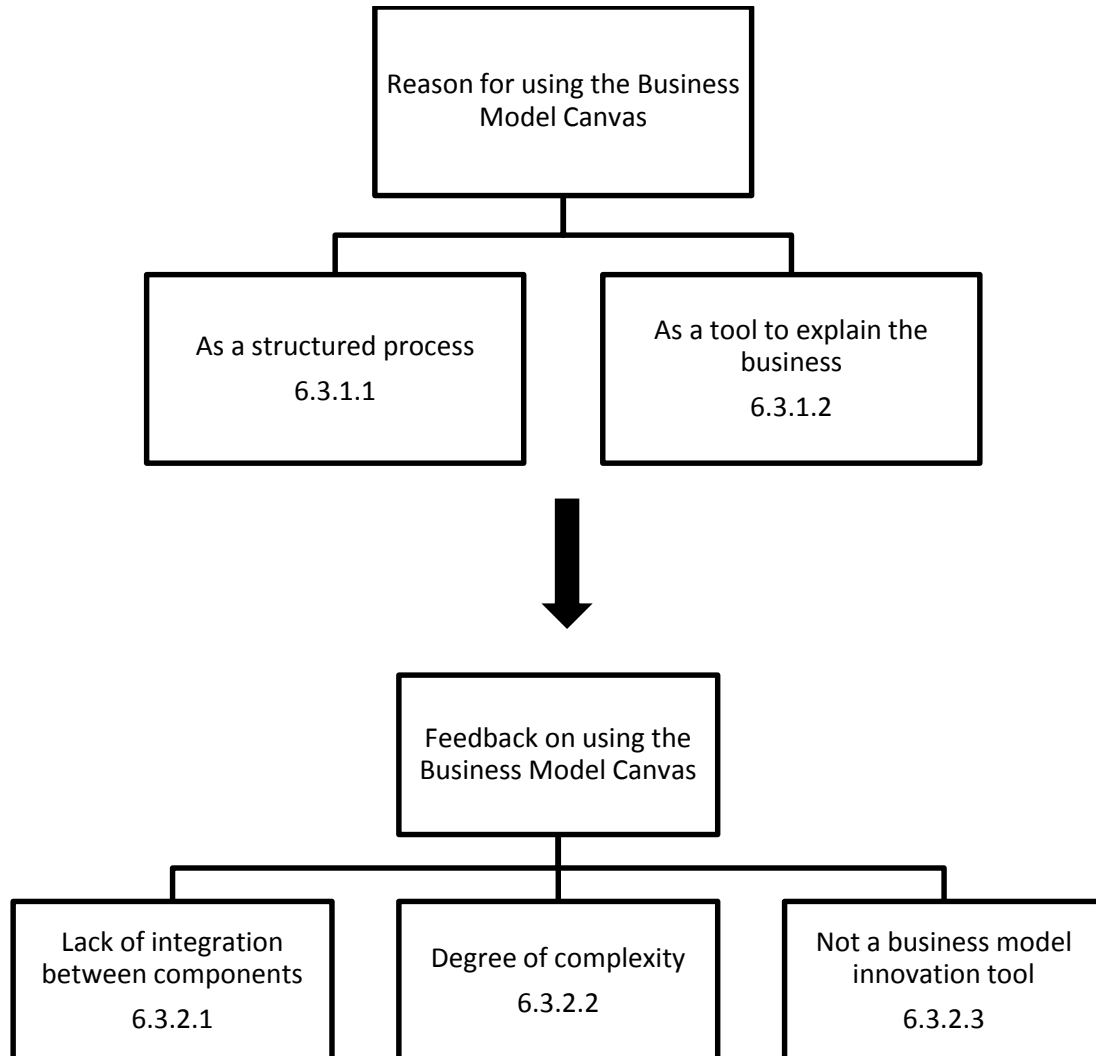 Reason for using the Business
Model Canvas
As a structured process
6.3.1.1
As a tool to explain the
business
6.3.1.2
Feedback on using the
Business Model Canvas
Lack of integration
between components
6.3.2.1
Degree of complexity
6.3.2.2
Not a business model
innovation tool
6.3.2.3